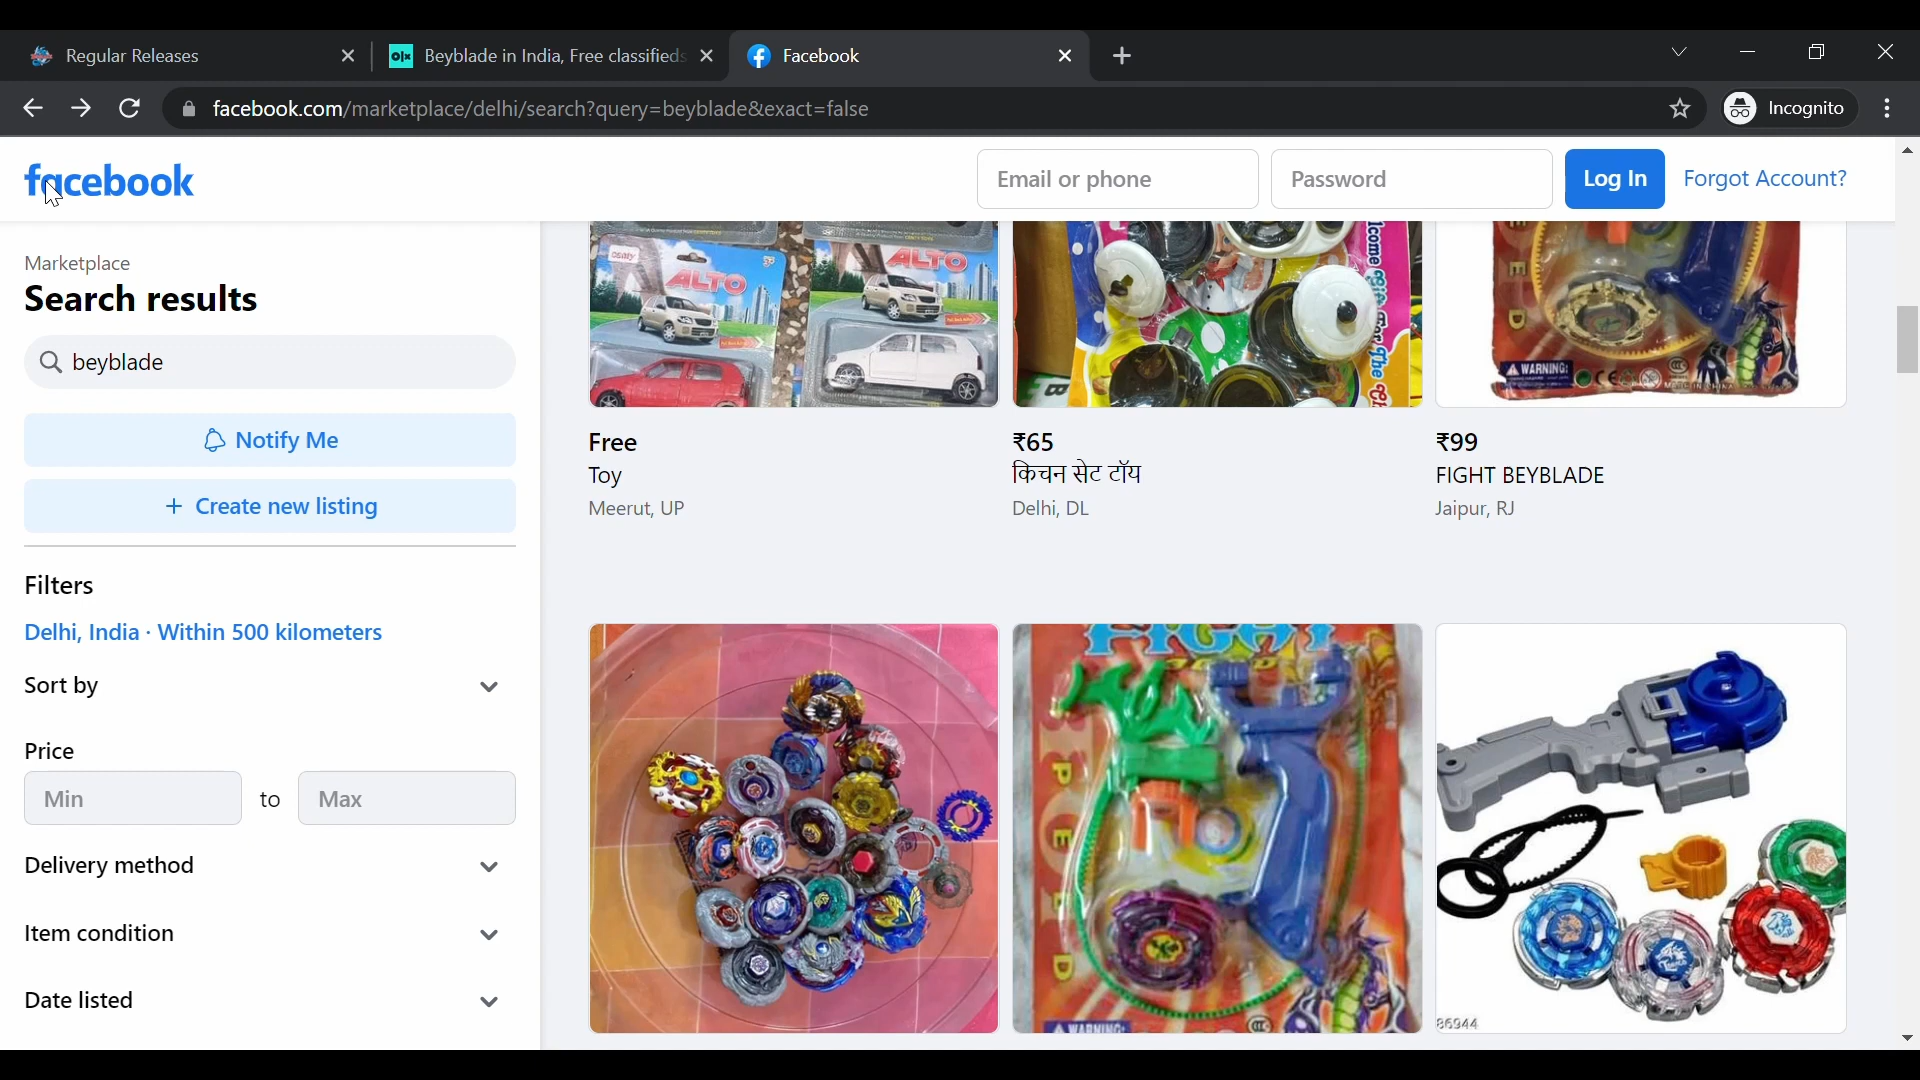 Regular Releases
Beyblade in India, Free classifieds
Facebook
facebook.com/marketplace/delhi/search?query=beyblade&exact=false
Incognito
facebook
Email or phone
Password
Log In
Forgot Account?
Marketplace
Search results
beyblade
Notify Me
+ Create new listing
Filters
Delhi, India · Within 500 kilometers
Sort by
Price
Min
to
Max
Delivery method
Item condition
Date listed
ALTO
ALTO
WARNING:
Free
Toy
Meerut, UP
₹65
किचन सेट टॉय
Delhi, DL
₹99
FIGHT BEYBLADE
Jaipur, RJ
FIGHT
WARNING:
86944